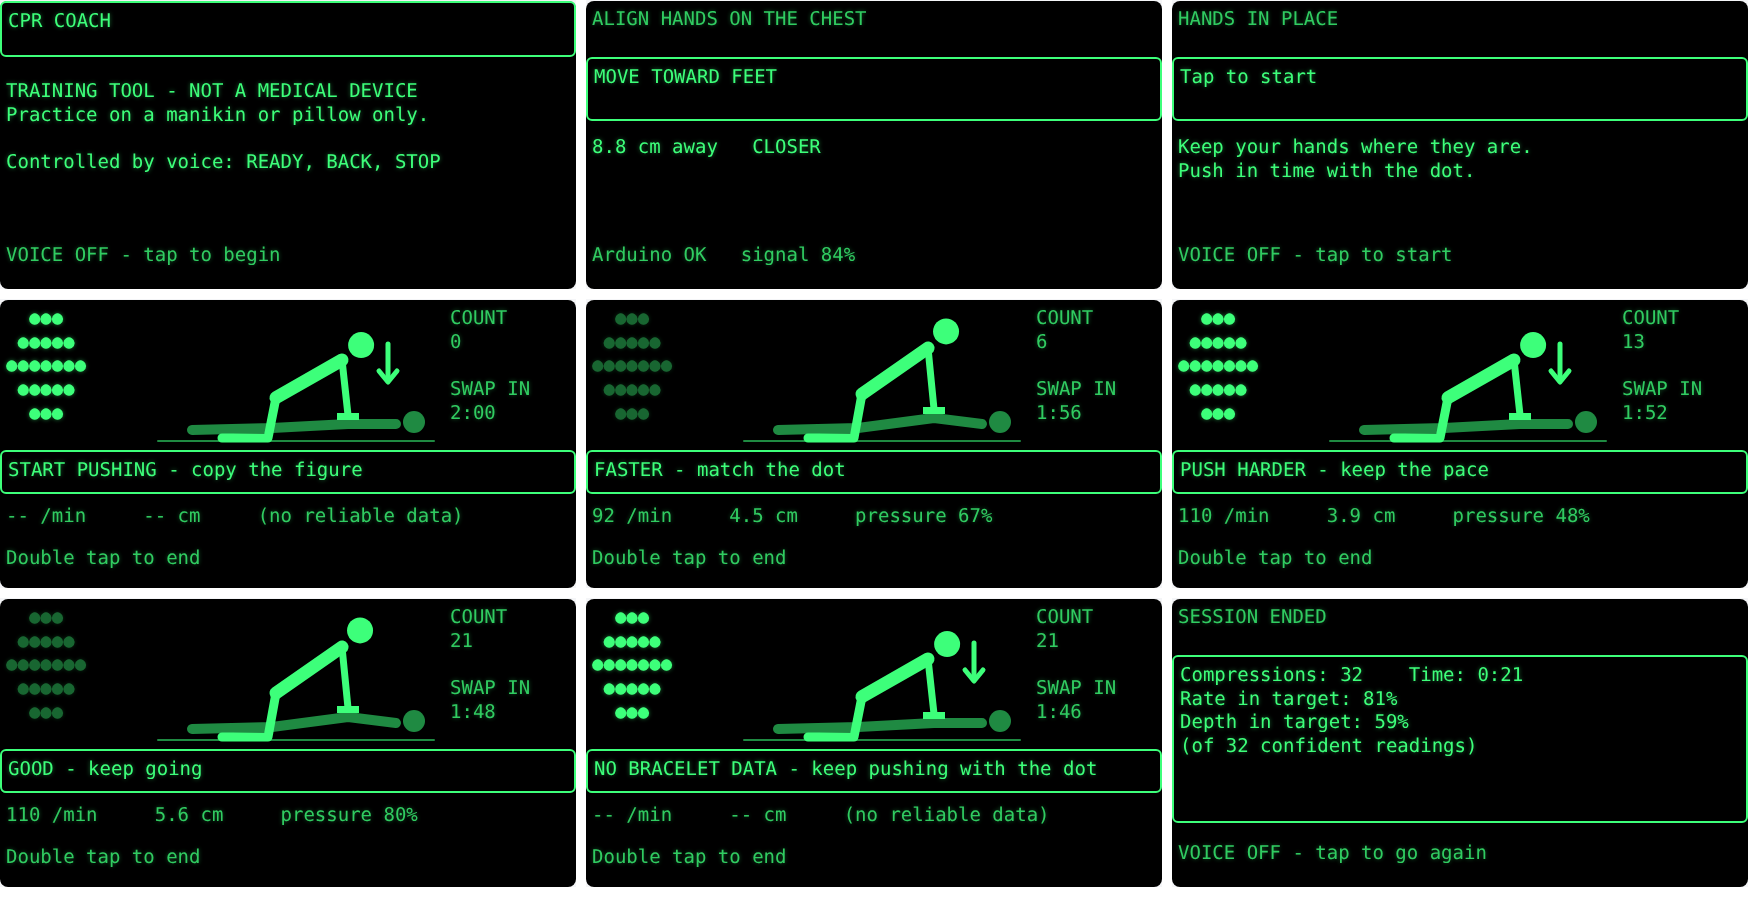 CPR COACH
TRAINING TOOL - NOT A MEDICAL DEVICE
Practice on a manikin or pillow only.
Controlled by voice: READY, BACK, STOP
VOICE OFF - tap to begin
ALIGN HANDS ON THE CHEST
MOVE TOWARD FEET
8.8 cm away   CLOSER
Arduino OK   signal 84%
HANDS IN PLACE
Tap to start
Keep your hands where they are.
Push in time with the dot.
VOICE OFF - tap to start
COUNT
0
SWAP IN
2:00
START PUSHING - copy the figure
-- /min     -- cm     (no reliable data)
Double tap to end
COUNT
6
SWAP IN
1:56
FASTER - match the dot
92 /min     4.5 cm     pressure 67%
Double tap to end
COUNT
13
SWAP IN
1:52
PUSH HARDER - keep the pace
110 /min     3.9 cm     pressure 48%
Double tap to end
COUNT
21
SWAP IN
1:48
GOOD - keep going
110 /min     5.6 cm     pressure 80%
Double tap to end
COUNT
21
SWAP IN
1:46
NO BRACELET DATA - keep pushing with the dot
-- /min     -- cm     (no reliable data)
Double tap to end
SESSION ENDED
Compressions: 32    Time: 0:21
Rate in target: 81%
Depth in target: 59%
(of 32 confident readings)
VOICE OFF - tap to go again